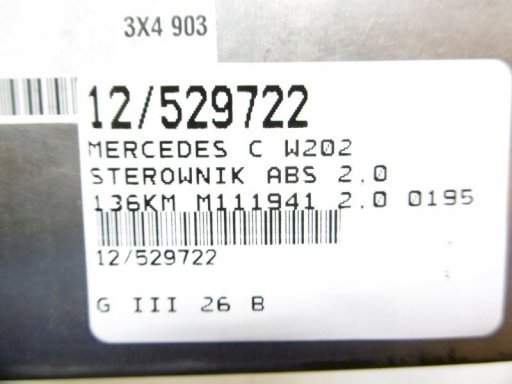 3X4 903
12/529722
MERCEDES C W202
STEROWNIK ABS 2.0
136KM M111941 2.0 0195
12/529722
G III 26 B